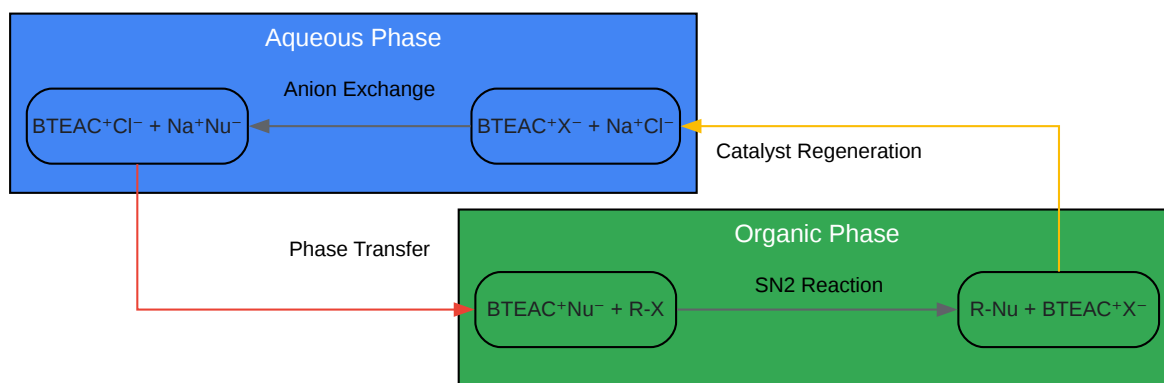 Aqueous Phase
Anion Exchange
BTEAC⁺Cl⁻ + Na⁺Nu⁻
BTEAC⁺X⁻ + Na⁺Cl⁻
Catalyst Regeneration
Phase Transfer
Organic Phase
SN2 Reaction
BTEAC⁺Nu⁻ + R-X
R-Nu + BTEAC⁺X⁻